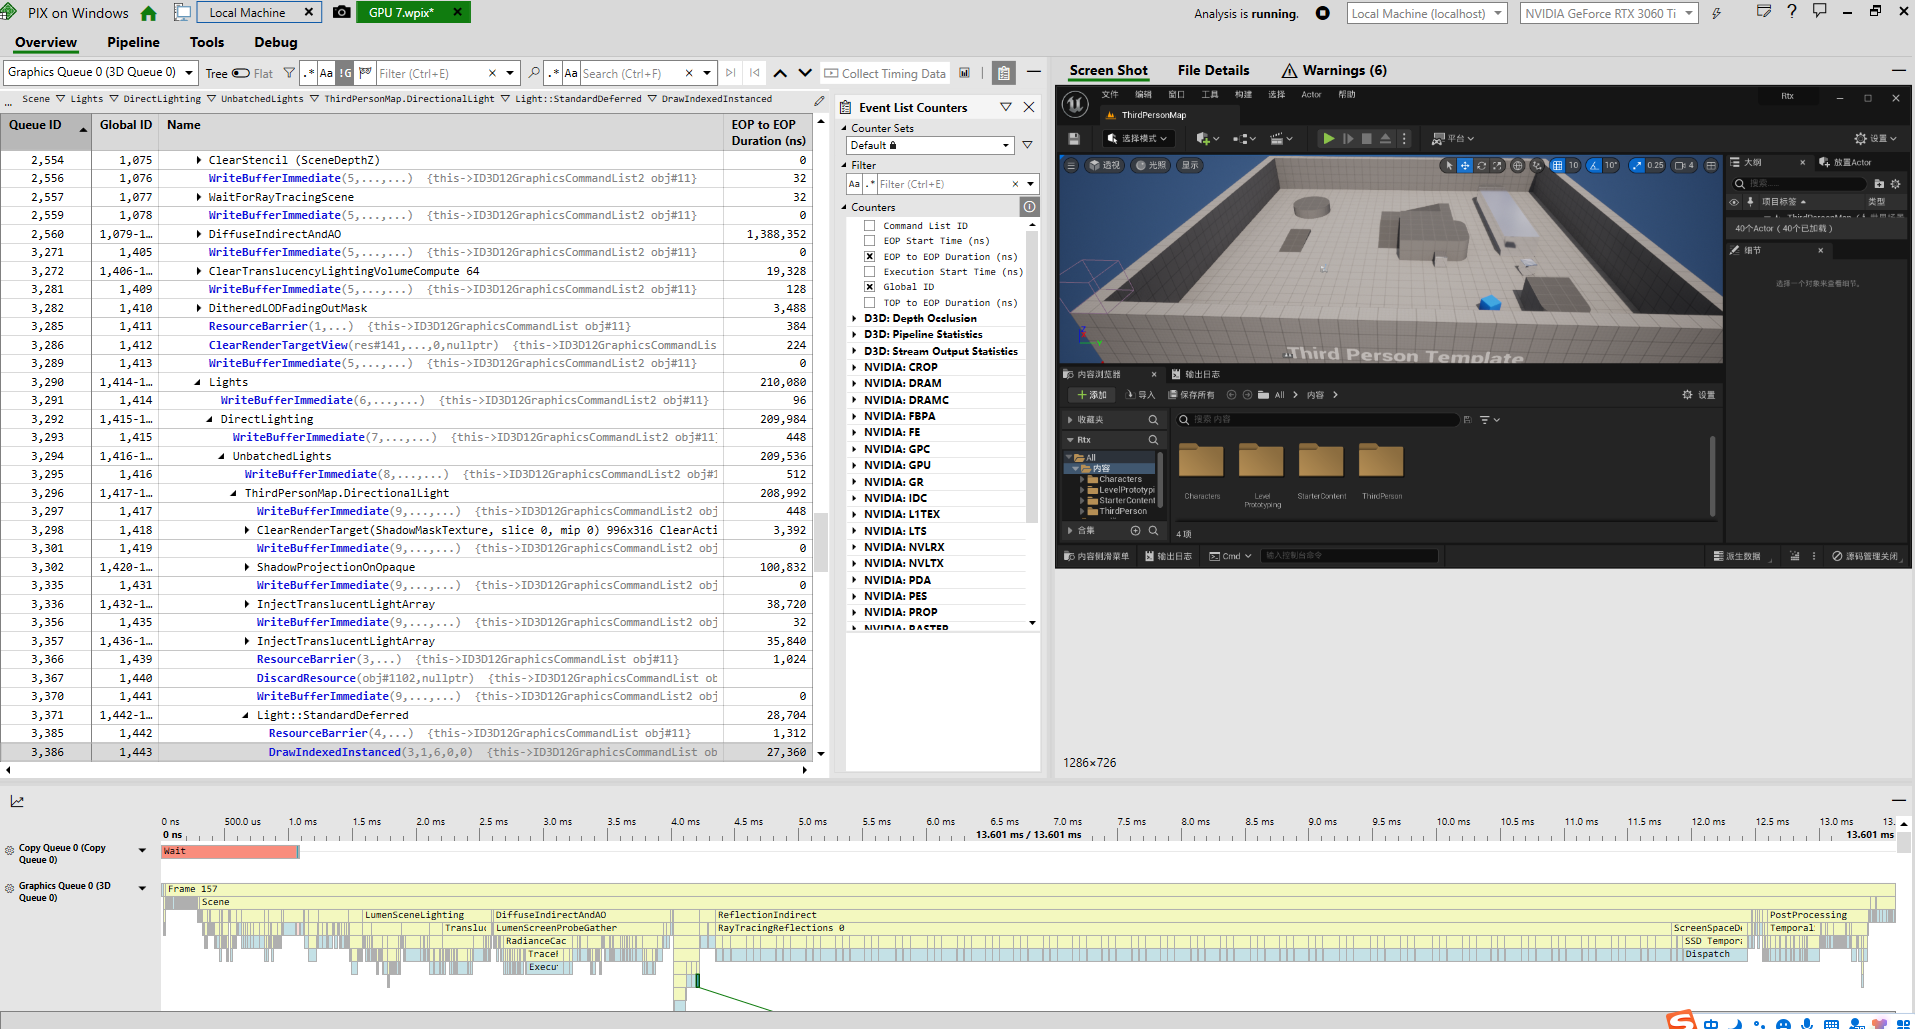 PIX on Windows
Local Machine
GPU 7.wpix*
Analysis is running.
Local Machine (localhost)
NVIDIA GeForce RTX 3060 Ti
Overview
Pipeline
Tools
Debug
Graphics Queue 0 (3D Queue 0)
Tree
Flat
.*
Aa
!G
Filter (Ctrl+E)
.*
Aa
Search (Ctrl+F)
Collect Timing Data
... Scene ▽ Lights ▽ DirectLighting ▽ UnbatchedLights ▽ ThirdPersonMap.DirectionalLight ▽ Light::StandardDeferred ▽ DrawIndexedInstanced
Queue ID Global ID Name EOP to EOP Duration (ns)
2,554 1,075 ClearStencil (SceneDepthZ) 0
2,556 1,076 WriteBufferImmediate(5,...,...) {this->ID3D12GraphicsCommandList2 obj#11} 32
2,557 1,077 WaitForRayTracingScene 32
2,559 1,078 WriteBufferImmediate(5,...,...) {this->ID3D12GraphicsCommandList2 obj#11} 0
2,560 1,079-1... DiffuseIndirectAndAO 1,388,352
3,271 1,405 WriteBufferImmediate(5,...,...) {this->ID3D12GraphicsCommandList2 obj#11} 0
3,272 1,406-1... ClearTranslucencyLightingVolumeCompute 64 19,328
3,281 1,409 WriteBufferImmediate(5,...,...) {this->ID3D12GraphicsCommandList2 obj#11} 128
3,282 1,410 DitheredLODFadingOutMask 3,488
3,285 1,411 ResourceBarrier(1,...) {this->ID3D12GraphicsCommandList obj#11} 384
3,286 1,412 ClearRenderTargetView(res#141,...,0,nullptr) {this->ID3D12GraphicsCommandLis 224
3,289 1,413 WriteBufferImmediate(5,...,...) {this->ID3D12GraphicsCommandList2 obj#11} 0
3,290 1,414-1... Lights 210,080
3,291 1,414 WriteBufferImmediate(6,...,...) {this->ID3D12GraphicsCommandList2 obj#11} 96
3,292 1,415-1... DirectLighting 209,984
3,293 1,415 WriteBufferImmediate(7,...,...) {this->ID3D12GraphicsCommandList2 obj#11} 448
3,294 1,416-1... UnbatchedLights 209,536
3,295 1,416 WriteBufferImmediate(8,...,...) {this->ID3D12GraphicsCommandList2 obj#1 512
3,296 1,417-1... ThirdPersonMap.DirectionalLight 208,992
3,297 1,417 WriteBufferImmediate(9,...,...) {this->ID3D12GraphicsCommandList2 obj 448
3,298 1,418 ClearRenderTarget(ShadowMaskTexture, slice 0, mip 0) 996x316 ClearActi 3,392
3,301 1,419 WriteBufferImmediate(9,...,...) {this->ID3D12GraphicsCommandList2 obj 0
3,302 1,420-1... ShadowProjectionOnOpaque 100,832
3,335 1,431 WriteBufferImmediate(9,...,...) {this->ID3D12GraphicsCommandList2 obj 0
3,336 1,432-1... InjectTranslucentLightArray 38,720
3,356 1,435 WriteBufferImmediate(9,...,...) {this->ID3D12GraphicsCommandList2 obj 32
3,357 1,436-1... InjectTranslucentLightArray 35,840
3,366 1,439 ResourceBarrier(3,...) {this->ID3D12GraphicsCommandList obj#11} 1,024
3,367 1,440 DiscardResource(obj#1102,nullptr) {this->ID3D12GraphicsCommandList ob
3,370 1,441 WriteBufferImmediate(9,...,...) {this->ID3D12GraphicsCommandList2 obj 0
3,371 1,442-1... Light::StandardDeferred 28,704
3,385 1,442 ResourceBarrier(4,...) {this->ID3D12GraphicsCommandList obj#11} 1,312
3,386 1,443 DrawIndexedInstanced(3,1,6,0,0) {this->ID3D12GraphicsCommandList ob 27,360
Event List Counters
Counter Sets
Default
Filter
Aa .* Filter (Ctrl+E)
Counters
Command List ID
EOP Start Time (ns)
EOP to EOP Duration (ns)
Execution Start Time (ns)
Global ID
TOP to EOP Duration (ns)
D3D: Depth Occlusion
D3D: Pipeline Statistics
D3D: Stream Output Statistics
NVIDIA: CROP
NVIDIA: DRAM
NVIDIA: DRAMC
NVIDIA: FBPA
NVIDIA: FE
NVIDIA: GPC
NVIDIA: GPU
NVIDIA: GR
NVIDIA: IDC
NVIDIA: L1TEX
NVIDIA: LTS
NVIDIA: NVLRX
NVIDIA: NVLTX
NVIDIA: PDA
NVIDIA: PES
NVIDIA: PROP
NVIDIA: RASTER
Screen Shot
File Details
Warnings (6)
文件 编辑 窗口 工具 构建 选择 Actor 帮助
Rtx
ThirdPersonMap
选择模式
平台
设置
透视
光照
显示
10
10°
0.25
4
大纲
放置Actor
搜索...
项目标签
类型
40个Actor（40个已加载）
细节
选择一个对象来查看细节。
Third Person Template
内容浏览器
输出日志
添加
导入
保存所有
All
内容
设置
收藏夹
搜索 内容
Rtx
All
内容
Characters
LevelPrototypi
StarterContent
ThirdPerson
Characters
Level Prototyping
StarterContent
ThirdPerson
合集
4 项
内容侧滑菜单
输出日志
Cmd
输入控制台命令
派生数据
源码管理关闭
1286×726
0 ns 500.0 us 1.0 ms 1.5 ms 2.0 ms 2.5 ms 3.0 ms 3.5 ms 4.0 ms 4.5 ms 5.0 ms 5.5 ms 6.0 ms 6.5 ms 7.0 ms 7.5 ms 8.0 ms 8.5 ms 9.0 ms 9.5 ms 10.0 ms 10.5 ms 11.0 ms 11.5 ms 12.0 ms 12.5 ms 13.0 ms 13.
0 ns
13.601 ms / 13.601 ms
13.601 ms
Copy Queue 0 (Copy Queue 0)
Wait
Graphics Queue 0 (3D Queue 0)
Frame 157
Scene
LumenSceneLighting DiffuseIndirectAndAO ReflectionIndirect PostProcessing
Transluc LumenScreenProbeGather RayTracingReflections 0 ScreenSpaceDe Temporal
RadianceCac SSD Tempora
Trace
Execu Dispatch
中